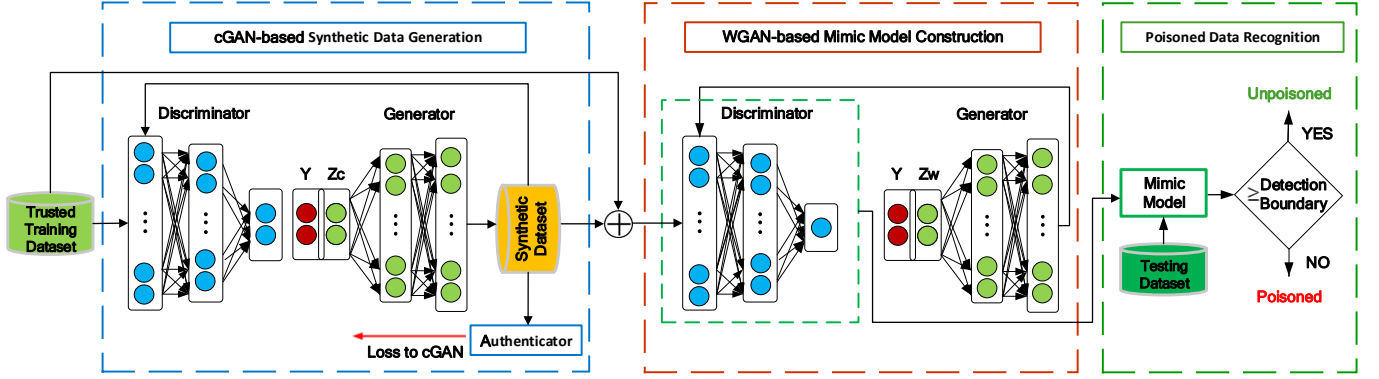 cGAN-based Synthetic Data Generation
WGAN-based Mimic Model Construction
Poisoned Data Recognition
Discriminator
Generator
Y
Zc
Trusted
Training
Dataset
Synthetic
Dataset
Authenticator
Loss to cGAN
Discriminator
Generator
Y
Zw
Mimic
Model
Testing
Dataset
Unpoisoned
YES
≥
Detection
Boundary
NO
Poisoned